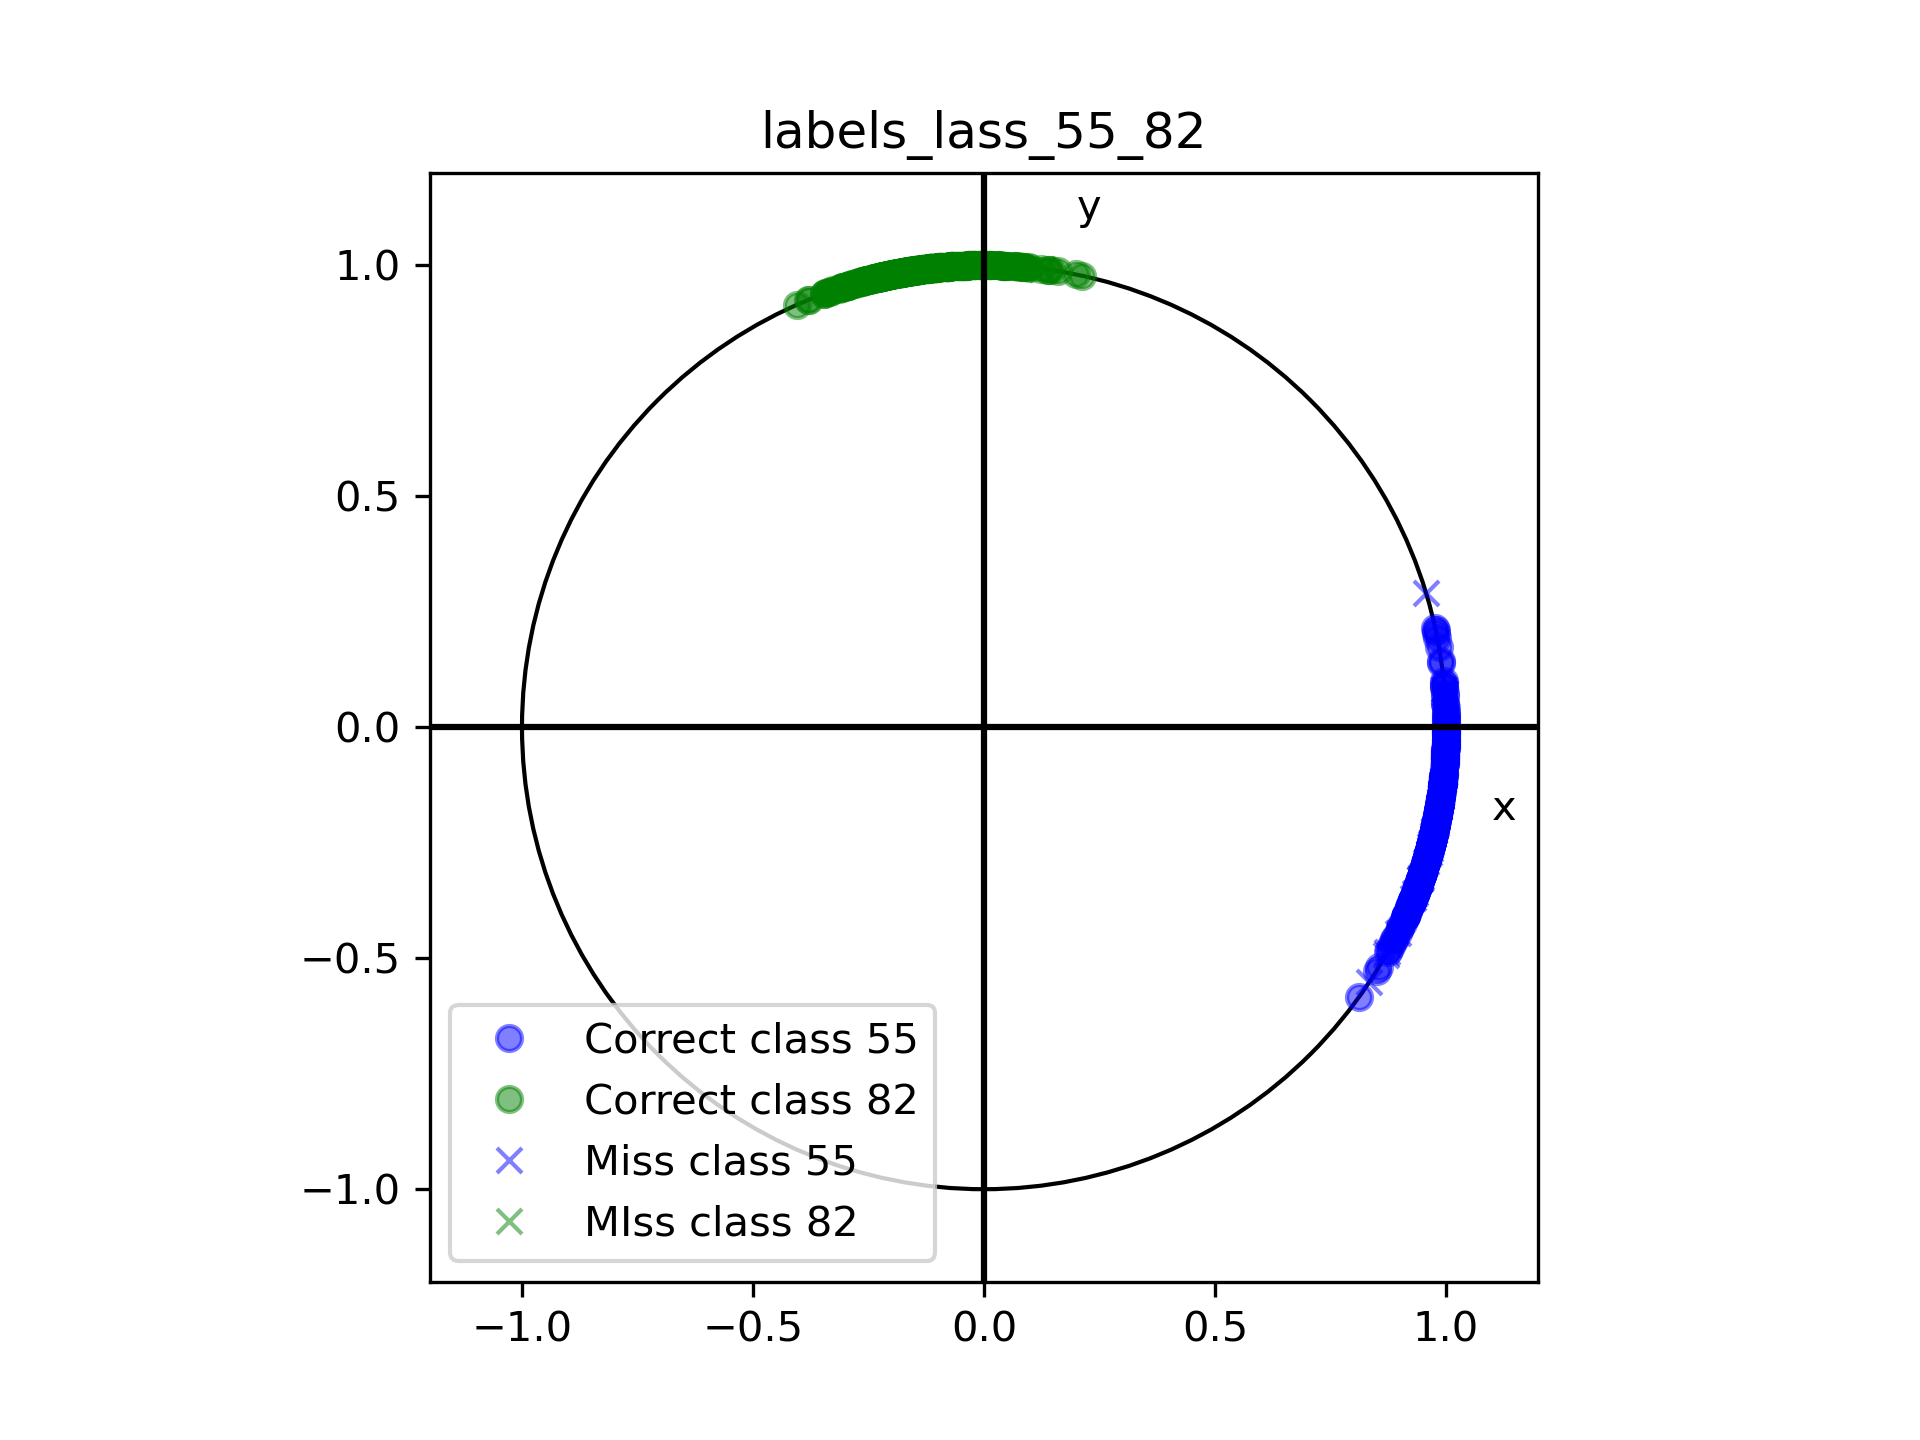 labels_lass_55_82
y
1.0
0.5
0.0
x
−0.5
−1.0
Correct class 55
Correct class 82
Miss class 55
MIss class 82
−1.0 −0.5 0.0 0.5 1.0